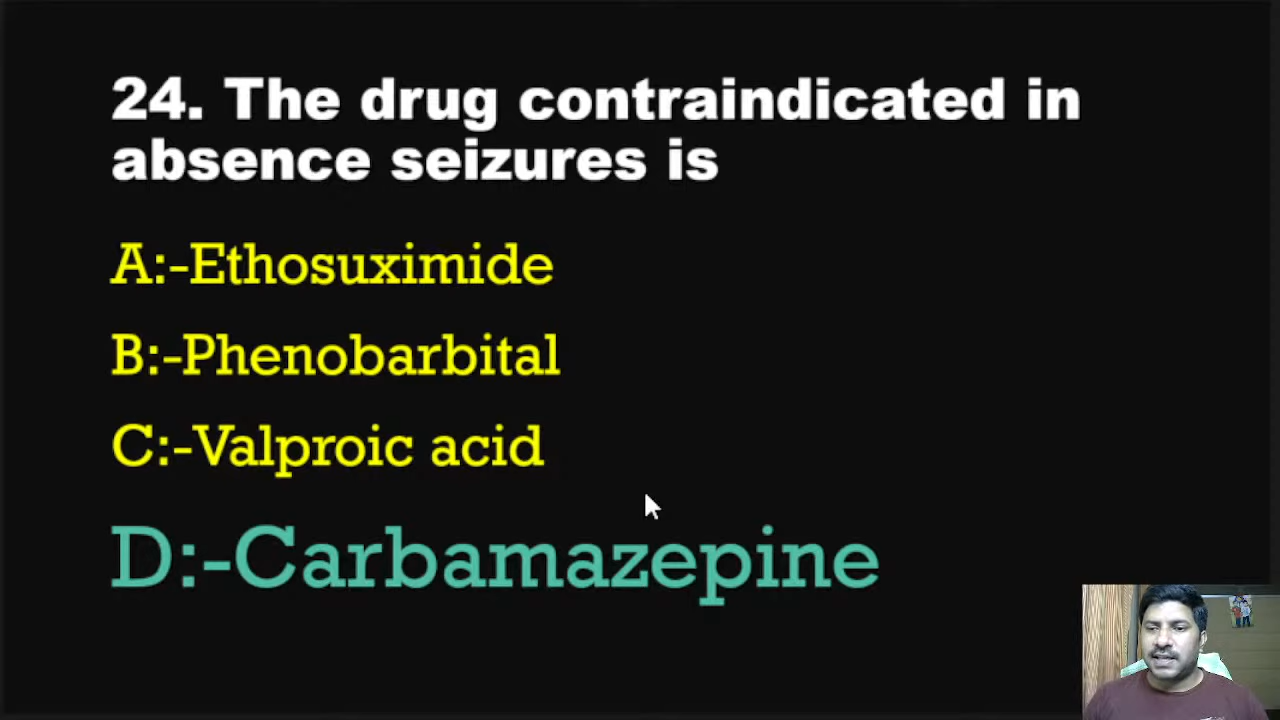 24. The drug contraindicated in
absence seizures is
A:-Ethosuximide
B:-Phenobarbital
C:-Valproic acid
D:-Carbamazepine